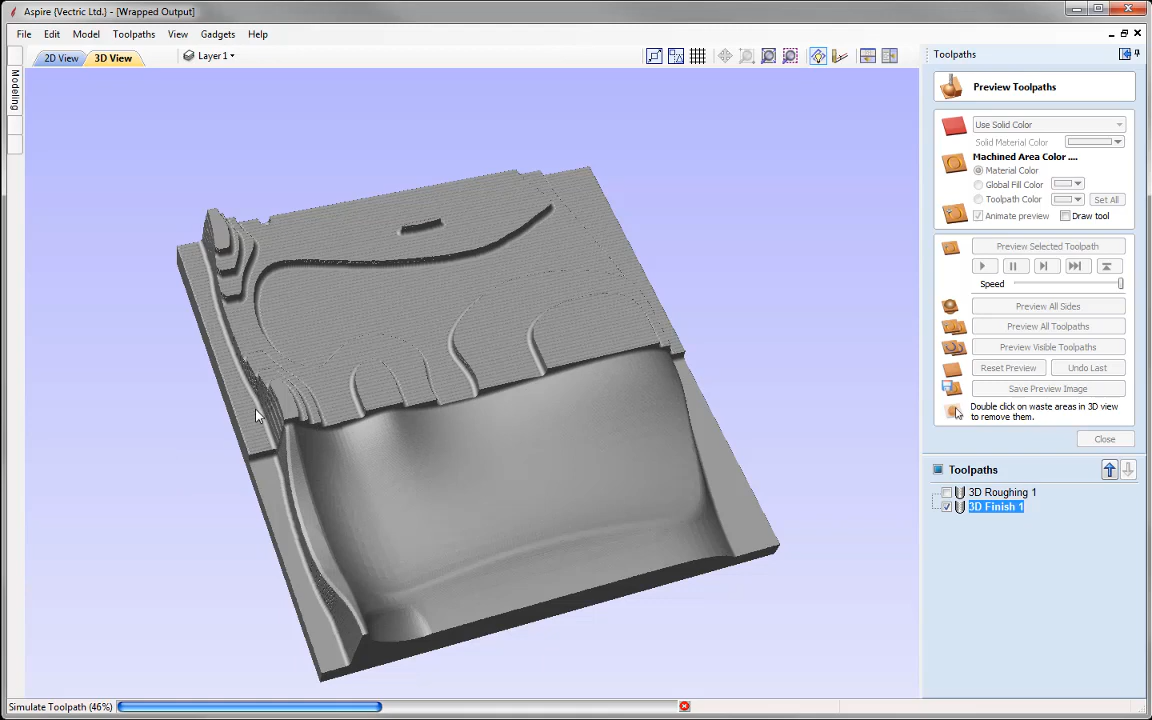 Aspire {Vectric Ltd.} - [Wrapped Output]
File Edit Model Toolpaths View Gadgets Help
2D View 3D View Layer1
Modeling
Toolpaths
Preview Toolpaths
Use Solid Color
Solid Material Color
Machined Area Color ....
Material Color
Global Fill Color
Toolpath Color Set All
Animate preview Draw tool
Preview Selected Toolpath
Speed
Preview All Sides
Preview All Toolpaths
Preview Visible Toolpaths
Reset Preview Undo Last
Save Preview Image
Double click on waste areas in 3D view
to remove them.
Close
Toolpaths
3D Roughing 1
3D Finish 1
Simulate Toolpath (46%)